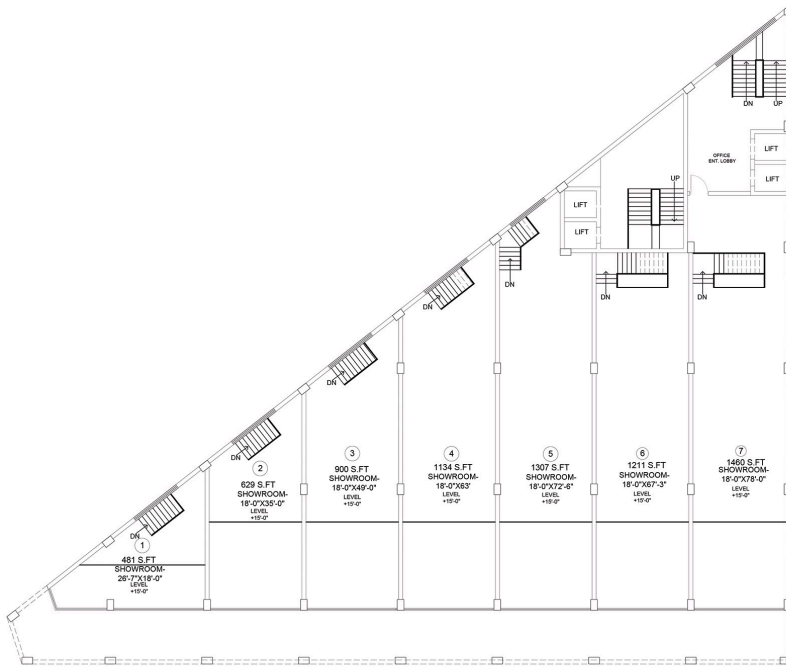 DN
UP
LIFT
OFFICE
ENT. LOBBY
LIFT
UP
LIFT
LIFT
DN
DN
DN
DN
DN
DN
DN
1
481 S.FT
SHOWROOM-
26'-7"X18'-0"
LEVEL
+15'-0"
2
629 S.FT
SHOWROOM-
18'-0"X35'-0"
LEVEL
+15'-0"
3
900 S.FT
SHOWROOM-
18'-0"X49'-0"
LEVEL
+15'-0"
4
1134 S.FT
SHOWROOM-
18'-0"X63'
LEVEL
+15'-0"
5
1307 S.FT
SHOWROOM-
18'-0"X72'-6"
LEVEL
+15'-0"
6
1211 S.FT
SHOWROOM-
18'-0"X67'-3"
LEVEL
+15'-0"
7
1460 S.FT
SHOWROOM-
18'-0"X78'-0"
LEVEL
+15'-0"